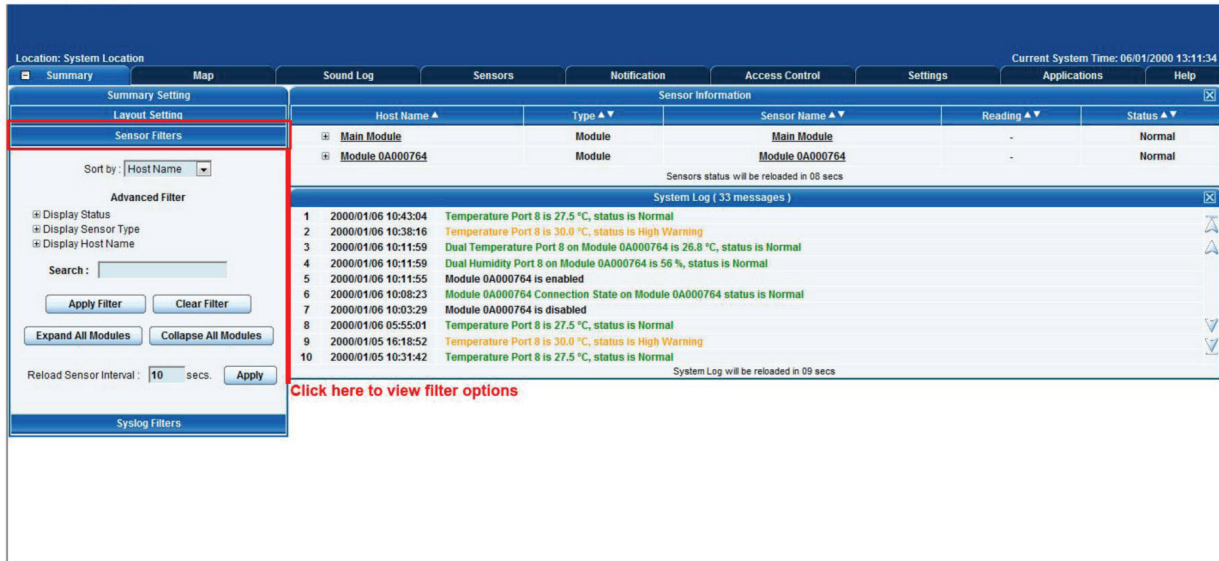 Location: System Location
Current System Time: 06/01/2000 13:11:34
Summary Map Sound Log Sensors Notification Access Control Settings Applications Help
Summary Setting
Layout Setting
Sensor Filters
Sort by : Host Name
Advanced Filter
Display Status
Display Sensor Type
Display Host Name
Search :
Apply Filter Clear Filter
Expand All Modules Collapse All Modules
Reload Sensor Interval : 10 secs. Apply
Syslog Filters
Sensor Information
Host Name Type Sensor Name Reading Status
Main Module Module Main Module - Normal
Module 0A000764 Module Module 0A000764 - Normal
Sensors status will be reloaded in 08 secs
System Log ( 33 messages )
1 2000/01/06 10:43:04 Temperature Port 8 is 27.5 °C, status is Normal
2 2000/01/06 10:38:16 Temperature Port 8 is 30.0 °C, status is High Warning
3 2000/01/06 10:11:59 Dual Temperature Port 8 on Module 0A000764 is 26.8 °C, status is Normal
4 2000/01/06 10:11:59 Dual Humidity Port 8 on Module 0A000764 is 56 %, status is Normal
5 2000/01/06 10:11:55 Module 0A000764 is enabled
6 2000/01/06 10:08:23 Module 0A000764 Connection State on Module 0A000764 status is Normal
7 2000/01/06 10:03:29 Module 0A000764 is disabled
8 2000/01/06 05:55:01 Temperature Port 8 is 27.5 °C, status is Normal
9 2000/01/05 16:18:52 Temperature Port 8 is 30.0 °C, status is High Warning
10 2000/01/05 10:31:42 Temperature Port 8 is 27.5 °C, status is Normal
System Log will be reloaded in 09 secs
Click here to view filter options